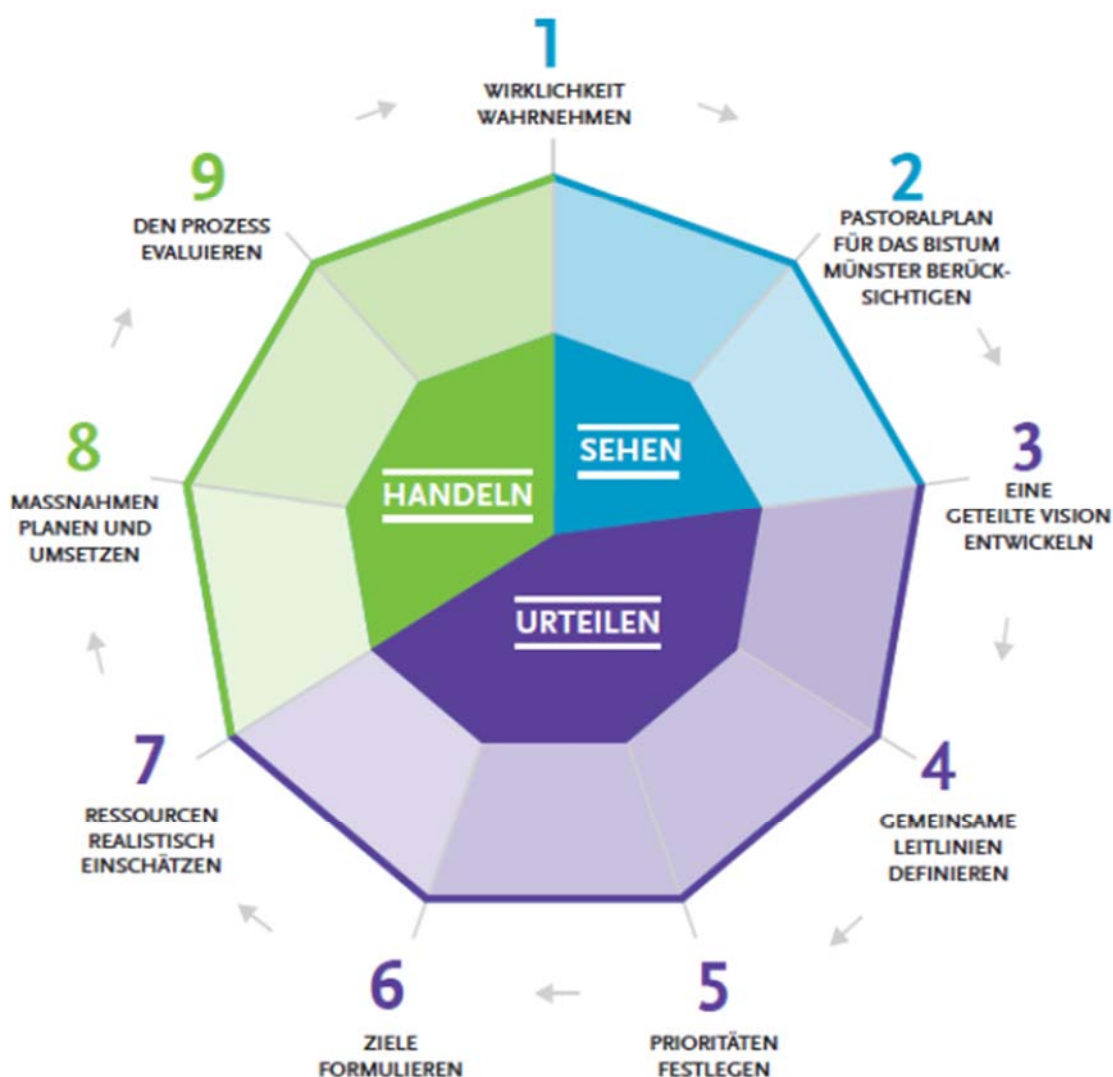 1
WIRKLICHKEIT
WAHRNEHMEN
2
PASTORALPLAN
FÜR DAS BISTUM
MÜNSTER BERÜCK-
SICHTIGEN
3
EINE
GETEILTE VISION
ENTWICKELN
4
GEMEINSAME
LEITLINIEN
DEFINIEREN
5
PRIORITÄTEN
FESTLEGEN
6
ZIELE
FORMULIEREN
7
RESSOURCEN
REALISTISCH
EINSCHÄTZEN
8
MASSNAHMEN
PLANEN UND
UMSETZEN
9
DEN PROZESS
EVALUIEREN
SEHEN
URTEILEN
HANDELN